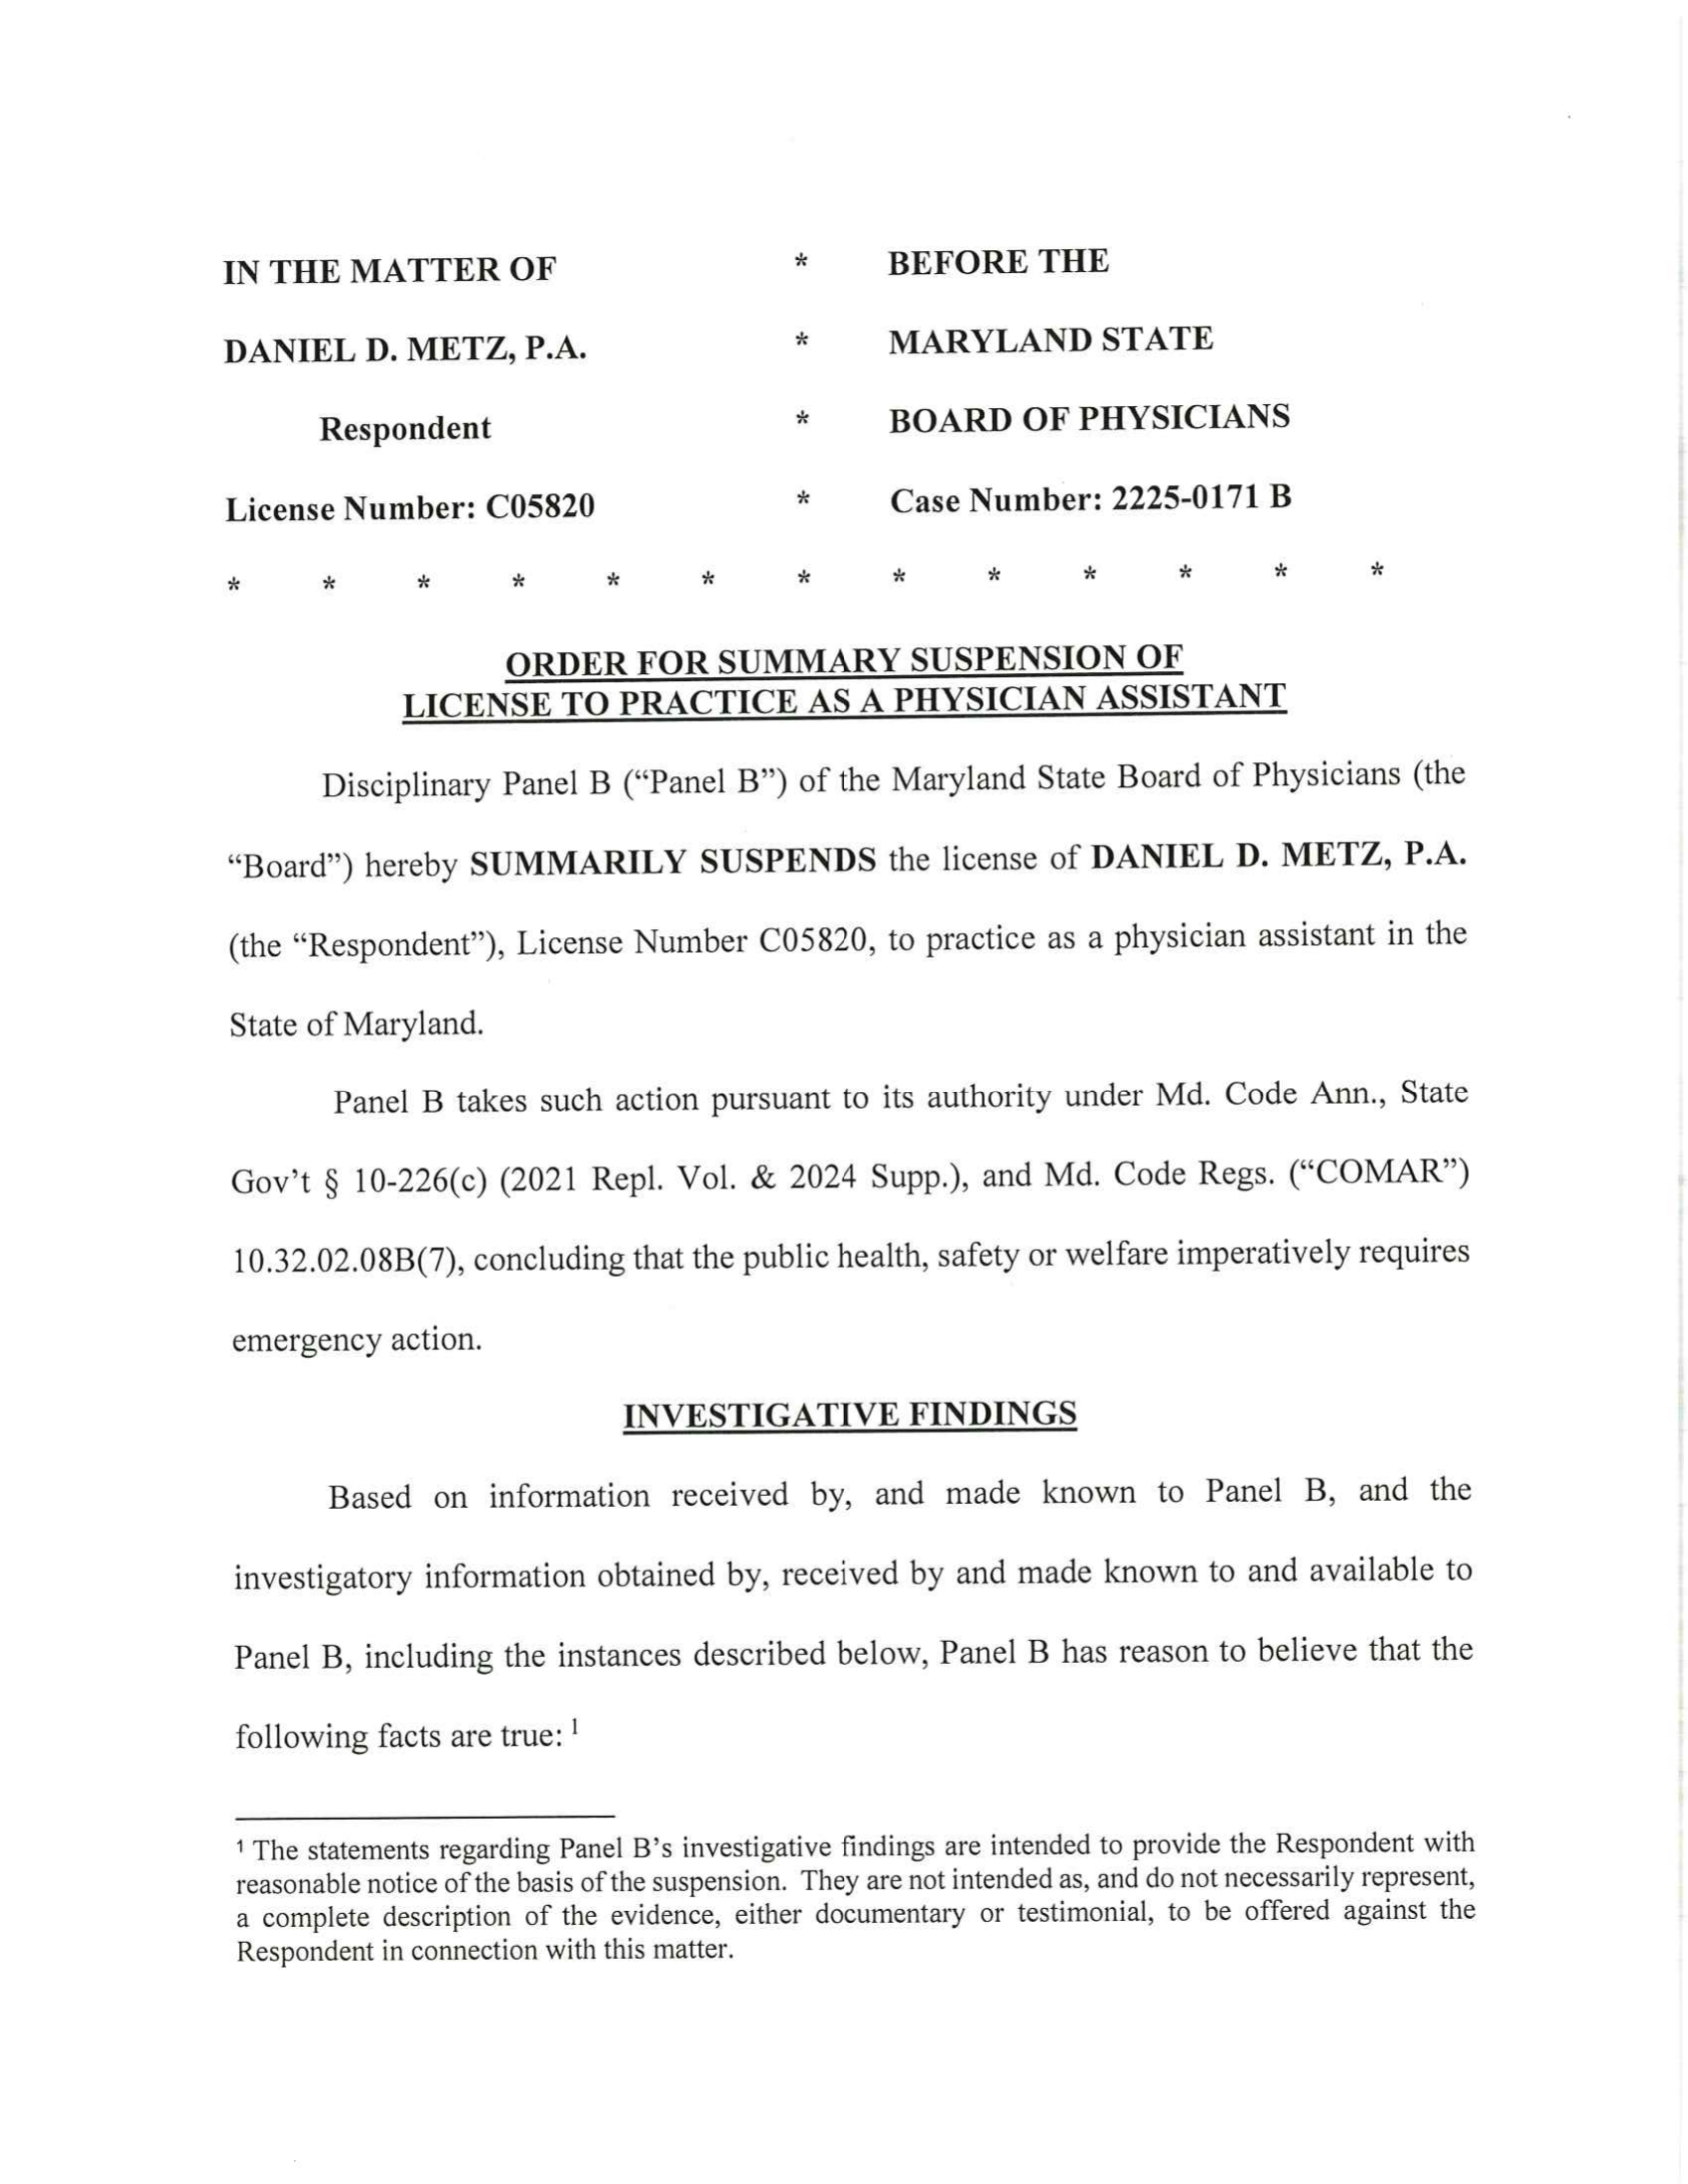 IN THE MATTER OF * BEFORE THE
DANIEL D. METZ, P.A. * MARYLAND STATE
Respondent * BOARD OF PHYSICIANS
License Number: C05820 * Case Number: 2225-0171 B
* * * * * * * * * * * * *
ORDER FOR SUMMARY SUSPENSION OF
LICENSE TO PRACTICE AS A PHYSICIAN ASSISTANT
Disciplinary Panel B (“Panel B”) of the Maryland State Board of Physicians (the
“Board”) hereby SUMMARILY SUSPENDS the license of DANIEL D. METZ, P.A.
(the “Respondent”), License Number C05820, to practice as a physician assistant in the
State of Maryland.
Panel B takes such action pursuant to its authority under Md. Code Ann., State
Gov’t § 10-226(c) (2021 Repl. Vol. & 2024 Supp.), and Md. Code Regs. (“COMAR”)
10.32.02.08B(7), concluding that the public health, safety or welfare imperatively requires
emergency action.
INVESTIGATIVE FINDINGS
Based on information received by, and made known to Panel B, and the
investigatory information obtained by, received by and made known to and available to
Panel B, including the instances described below, Panel B has reason to believe that the
following facts are true: 1
1 The statements regarding Panel B’s investigative findings are intended to provide the Respondent with
reasonable notice of the basis of the suspension. They are not intended as, and do not necessarily represent,
a complete description of the evidence, either documentary or testimonial, to be offered against the
Respondent in connection with this matter.